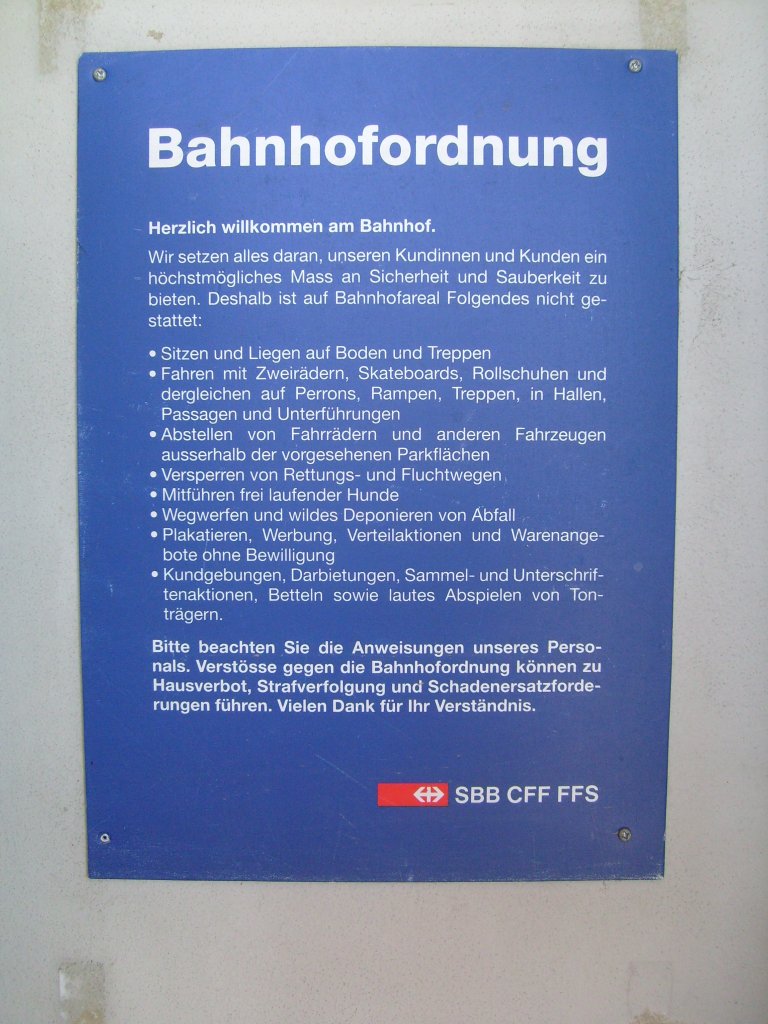 Bahnhofordnung
Herzlich willkommen am Bahnhof.
Wir setzen alles daran, unseren Kundinnen und Kunden ein
höchstmögliches Mass an Sicherheit und Sauberkeit zu
bieten. Deshalb ist auf Bahnhofareal Folgendes nicht ge-
stattet:
• Sitzen und Liegen auf Boden und Treppen
• Fahren mit Zweirädern, Skateboards, Rollschuhen und
dergleichen auf Perrons, Rampen, Treppen, in Hallen,
Passagen und Unterführungen
• Abstellen von Fahrrädern und anderen Fahrzeugen
ausserhalb der vorgesehenen Parkflächen
• Versperren von Rettungs- und Fluchtwegen
• Mitführen frei laufender Hunde
• Wegwerfen und wildes Deponieren von Abfall
• Plakatieren, Werbung, Verteilaktionen und Warenange-
bote ohne Bewilligung
• Kundgebungen, Darbietungen, Sammel- und Unterschrif-
tenaktionen, Betteln sowie lautes Abspielen von Ton-
trägern.
Bitte beachten Sie die Anweisungen unseres Perso-
nals. Verstösse gegen die Bahnhofordnung können zu
Hausverbot, Strafverfolgung und Schadenersatzforde-
rungen führen. Vielen Dank für Ihr Verständnis.
SBB CFF FFS